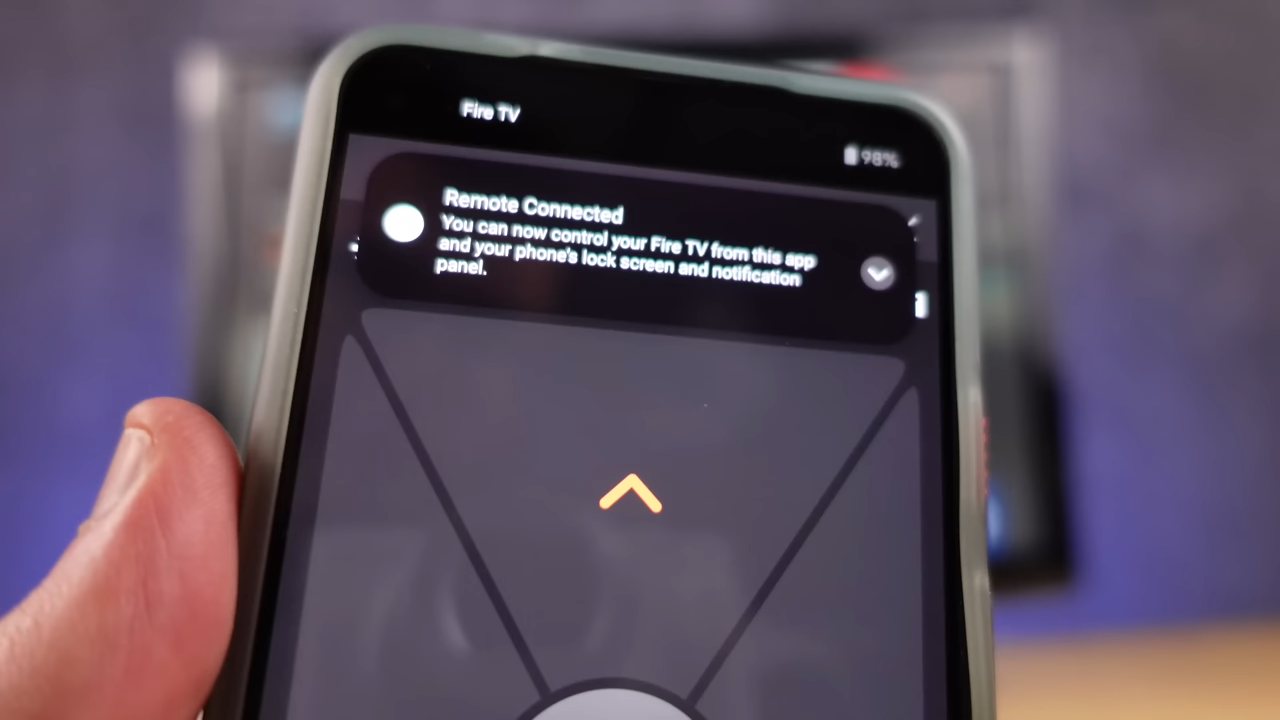 Fire TV
98%
Remote Connected
You can now control your Fire TV from this app
and your phone's lock screen and notification
panel.